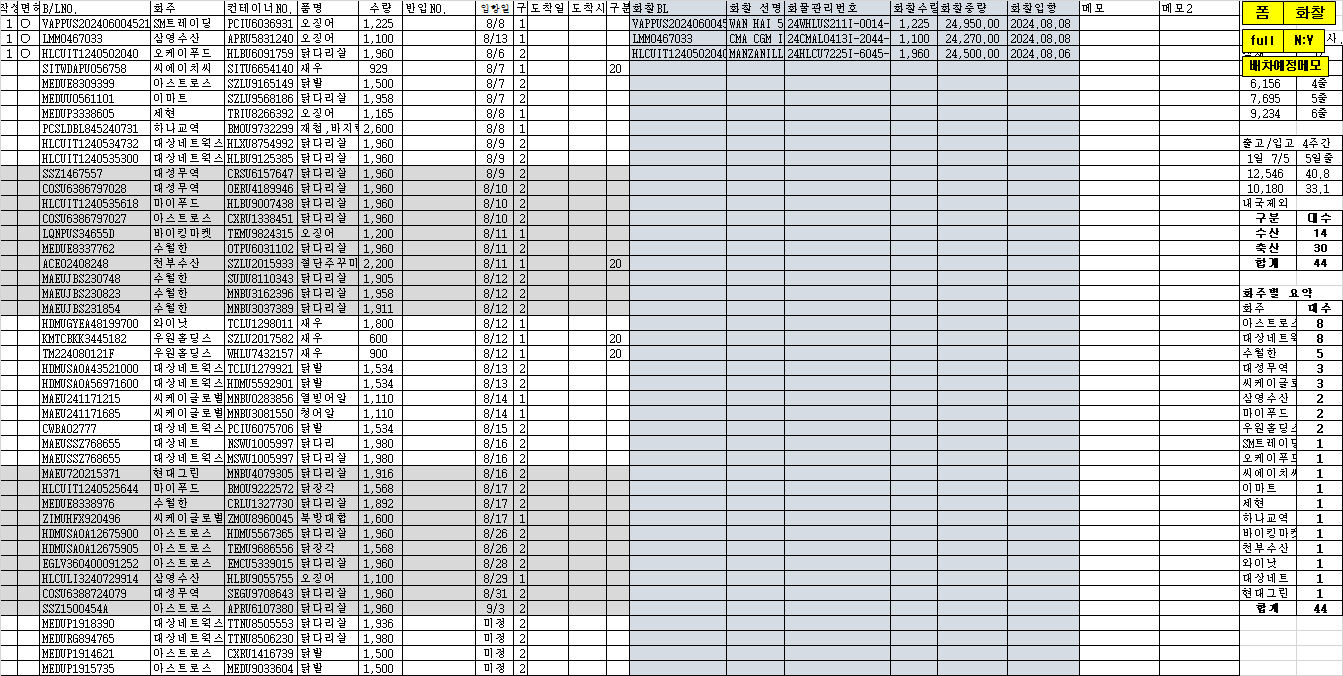 작성 면허 B/LNO. 화주 컨테이너NO. 품명 수량 반입NO. 입항일 구 도착일 도착시 구분 화찰BL 화찰 선명 화물관리번호 화찰수량 화찰중량 화찰입항 메모 메모2 폼 화찰
1 ○ VAPPUS202406004521 SM트레이딩 PCIU6036931 오징어 1,225 8/8 1 VAPPUS2024060045 WAN HAI 5 24WHLUS211I-0014- 1,225 24,950.00 2024.08.08
1 ○ LMM0467033 삼영수산 APRU5831240 오징어 1,100 8/13 1 LMM0467033 CMA CGM I 24CMAL0413I-2044- 1,100 24,270.00 2024.08.08 full N:Y
1 ○ HLCUIT1240502040 오케이푸드 HLBU6091759 닭다리살 1,960 8/6 2 HLCUIT1240502040 MANZANILL 24HLCU7225I-6045- 1,960 24,500.00 2024.08.06
SITWDAPU056758 씨에이치씨 SITU6654140 새우 929 8/7 1 20 배차예정메모
MEDUE8309399 아스트로스 SZLU9165149 닭발 1,500 8/7 2 6,156 4줄
MEDUU0561101 이마트 SZLU9568186 닭다리살 1,958 8/7 2 7,695 5줄
MEDUP3338605 세현 TRIU8266392 오징어 1,165 8/8 1 9,234 6줄
PCSLDBL845240731 하나교역 BMOU9732299 재첩,바지락 2,600 8/8 1
HLCUIT1240534732 대상네트웍스 HLXU8754992 닭다리살 1,960 8/9 2 출고/입고 4주간
HLCUIT1240535300 대상네트웍스 HLBU9125385 닭다리살 1,960 8/9 2 1일 7/5 5일줄
SSZ1467557 대성무역 CRSU6157647 닭다리살 1,960 8/9 2 12,546 40.8
COSU6386797028 대성무역 OERU4189946 닭다리살 1,960 8/10 2 10,180 33.1
HLCUIT1240535618 마이푸드 HLBU9007438 닭다리살 1,960 8/10 2 내국제외
COSU6386797027 아스트로스 CXRU1338451 닭다리살 1,960 8/10 2 구분 대수
LQNPUS34655D 바이킹마켓 TEMU9824315 오징어 1,200 8/11 1 수산 14
MEDUE8337762 수월한 OTPU6031102 닭다리살 1,960 8/11 2 축산 30
ACE02408248 천부수산 SZLU2015933 절단주꾸미 2,200 8/11 1 20 합계 44
MAEUJBS230748 수월한 SUDU8110343 닭다리살 1,905 8/12 2
MAEUJBS230823 수월한 MNBU3162396 닭다리살 1,958 8/12 2 화주별 요약
MAEUJBS231854 수월한 MNBU3037389 닭다리살 1,911 8/12 2 화주 대수
HDMUGYEA48199700 와이낫 TCLU1298011 새우 1,800 8/12 1 아스트로스 8
KMTCBKK3445182 우원홀딩스 SZLU2017582 새우 600 8/12 1 20 대상네트웍 8
TM224080121F 우원홀딩스 WHLU7432157 새우 900 8/12 1 20 수월한 5
HDMUSAOA43521000 대상네트웍스 TCLU1279921 닭발 1,534 8/13 2 대성무역 3
HDMUSAOA56971600 대상네트웍스 HDMU5592901 닭발 1,534 8/13 2 씨케이글로 3
MAEU241171215 씨케이글로벌 MNBU0283856 열빙어알 1,110 8/14 1 삼영수산 2
MAEU241171685 씨케이글로벌 MNBU3081550 청어알 1,110 8/14 1 마이푸드 2
CWBA02777 대상네트웍스 PCIU6075706 닭발 1,534 8/15 2 우원홀딩스 2
MAEUSSZ768655 대상네트 NSWU1005997 닭다리 1,980 8/16 2 SM트레이딩 1
MAEUSSZ768655 대상네트웍스 MSWU1005997 닭다리살 1,980 8/16 2 오케이푸드 1
MAEU720215371 현대그린 MNBU4079305 닭다리살 1,916 8/16 2 씨에이치씨 1
HLCUIT1240525644 마이푸드 BMOU9222572 닭장각 1,568 8/17 2 이마트 1
MEDUE8338976 수월한 CRLU1327730 닭다리살 1,892 8/17 2 세현 1
ZIMUHFX920496 씨케이글로벌 ZMOU8960045 북방대합 1,600 8/17 1 하나교역 1
HDMUSAOA12675900 아스트로스 HDMU5567365 닭다리살 1,960 8/26 2 바이킹마켓 1
HDMUSAOA12675905 아스트로스 TEMU9686556 닭장각 1,568 8/26 2 천부수산 1
EGLV360400091252 아스트로스 EMCU5339015 닭다리살 1,960 8/28 2 와이낫 1
HLCULI3240729914 삼영수산 HLBU9055755 오징어 1,100 8/29 1 대상네트 1
COSU6388724079 대성무역 SEGU9708643 닭다리살 1,960 8/31 2 현대그린 1
SSZ1500454A 아스트로스 APRU6107380 닭다리살 1,960 9/3 2 합계 44
MEDUP1918390 대상네트웍스 TTNU8505553 닭다리살 1,936 미정 2
MEDURG894765 대상네트웍스 TTNU8506230 닭다리살 1,980 미정 2
MEDUP1914621 아스트로스 CXRU1416739 닭발 1,500 미정 2
MEDUP1915735 아스트로스 MEDU9033604 닭발 1,500 미정 2